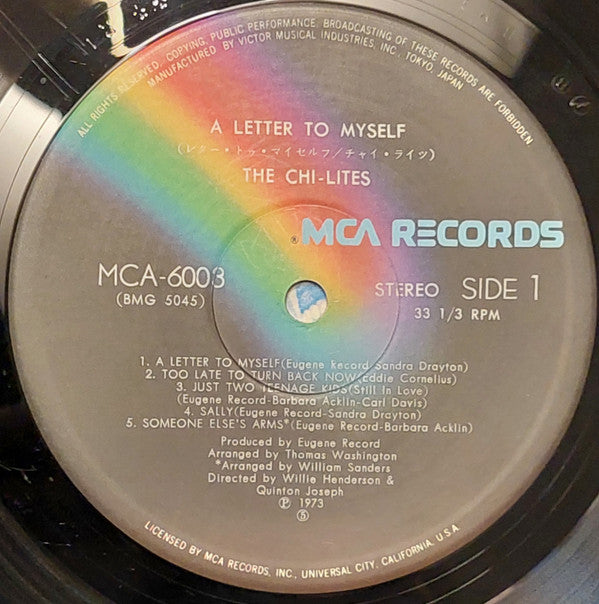 ALL RIGHTS RESERVED. COPYING, PUBLIC PERFORMANCE, BROADCASTING OF THESE RECORDS ARE FORBIDDEN.
MANUFACTURED BY VICTOR MUSICAL INDUSTRIES, INC., TOKYO, JAPAN
A LETTER TO MYSELF
(レター・トゥ・マイセルフ/チャイ・ライツ)
THE CHI-LITES
®MCA RECORDS
MCA-6003
(BMG 5045)
STEREO SIDE 1
33 1/3 RPM
1. A LETTER TO MYSELF(Eugene Record-Sandra Drayton)
2. TOO LATE TO TURN BACK NOW(Eddie Cornelius)
3. JUST TWO TEENAGE KIDS(Still In Love)
(Eugene Record-Barbara Acklin-Carl Davis)
4. SALLY(Eugene Record-Sandra Drayton)
5. SOMEONE ELSE'S ARMS*(Eugene Record-Barbara Acklin)
Produced by Eugene Record
Arranged by Thomas Washington
*Arranged by William Sanders
Directed by Willie Henderson &
Quinton Joseph
℗ 1973
⑤
LICENSED BY MCA RECORDS, INC., UNIVERSAL CITY, CALIFORNIA, U.S.A.